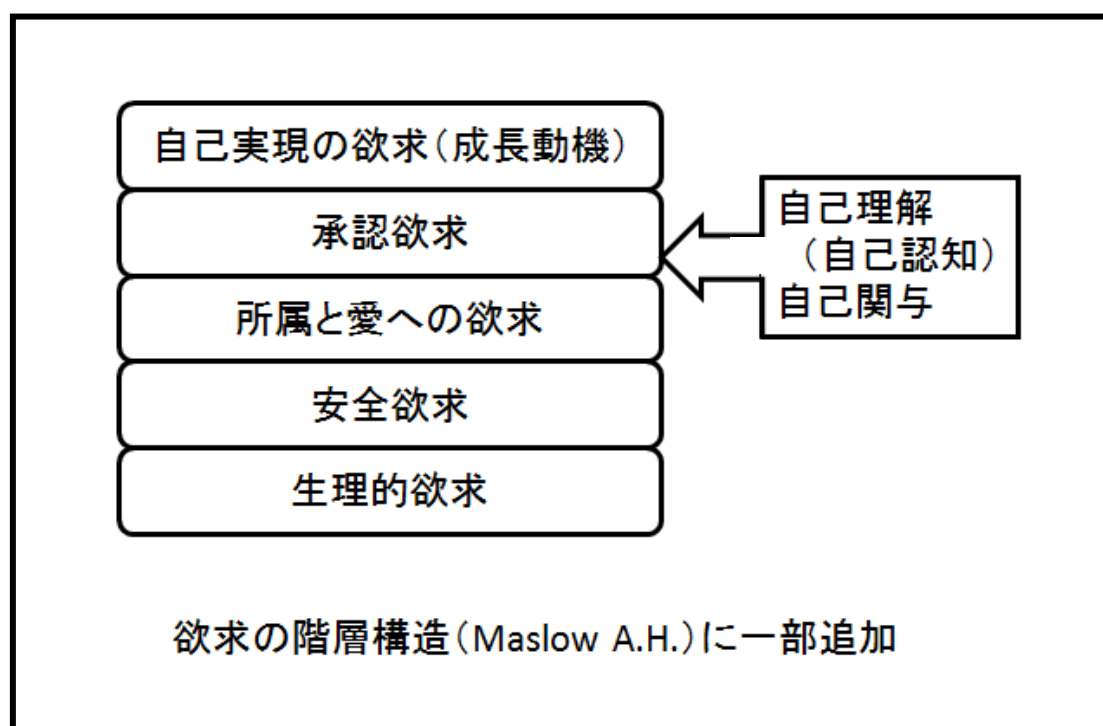 自己実現の欲求（成長動機）
承認欲求
所属と愛への欲求
安全欲求
生理的欲求
自己理解
（自己認知）
自己関与
欲求の階層構造（Maslow A.H.）に一部追加